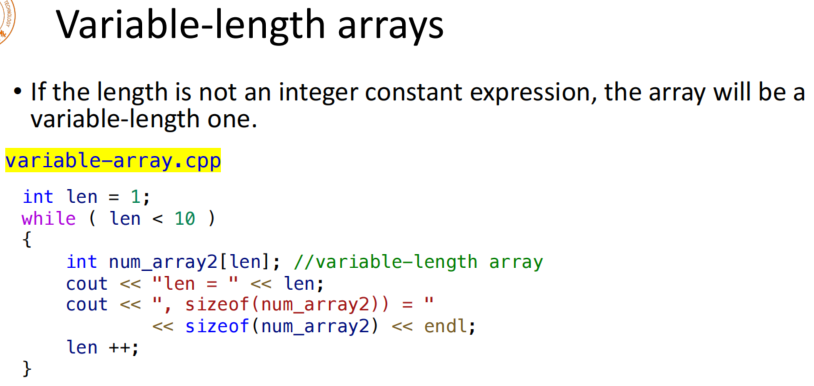 Variable-length arrays
• If the length is not an integer constant expression, the array will be a
variable-length one.
variable-array.cpp
int len = 1;
while ( len < 10 )
{
    int num_array2[len]; //variable-length array
    cout << "len = " << len;
    cout << ", sizeof(num_array2)) = "
         << sizeof(num_array2) << endl;
    len ++;
}